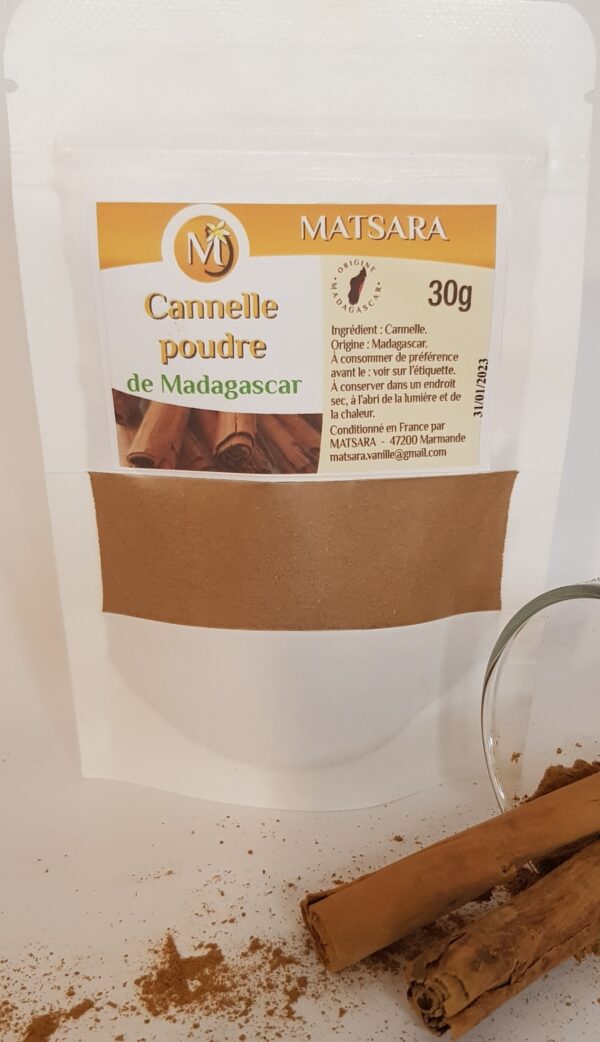 MATSARA
M
Cannelle
poudre
de Madagascar
ORIGINE
MADAGASCAR
30g
Ingrédient : Cannelle.
Origine : Madagascar.
À consommer de préférence
avant le : voir sur l'étiquette.
À conserver dans un endroit
sec, à l'abri de la lumière et de
la chaleur.
Conditionné en France par
MATSARA - 47200 Marmande
matsara.vanille@gmail.com
31/01/2023